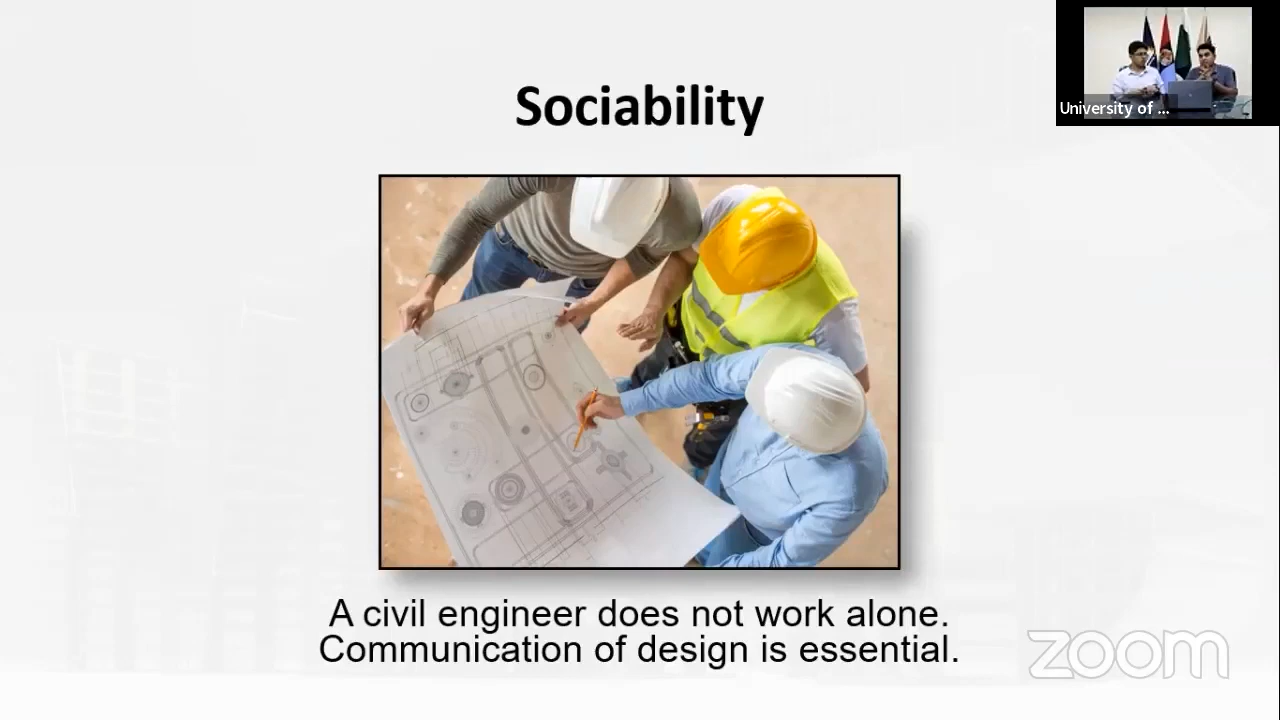 Sociability
University of ...
A civil engineer does not work alone.
Communication of design is essential.
zoom